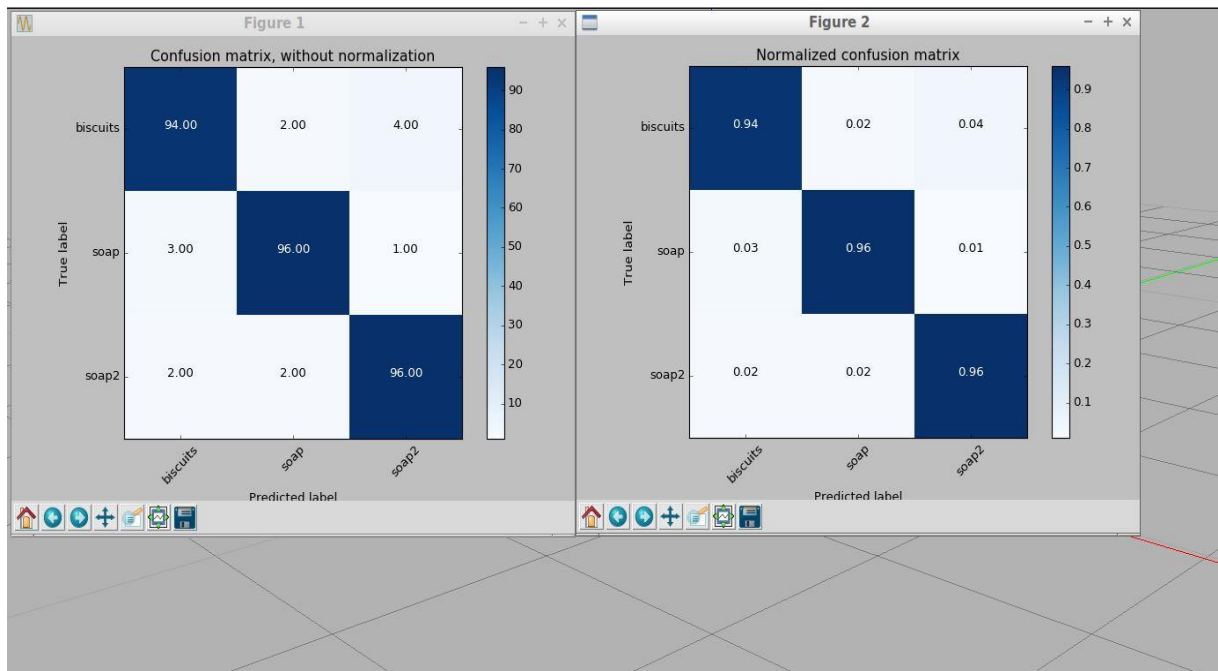 Figure 1
Confusion matrix, without normalization
True label
biscuits
soap
soap2
94.00 2.00 4.00
3.00 96.00 1.00
2.00 2.00 96.00
biscuits soap soap2
Predicted label
90
80
70
60
50
40
30
20
10
Figure 2
Normalized confusion matrix
True label
biscuits
soap
soap2
0.94 0.02 0.04
0.03 0.96 0.01
0.02 0.02 0.96
biscuits soap soap2
Predicted label
0.9
0.8
0.7
0.6
0.5
0.4
0.3
0.2
0.1